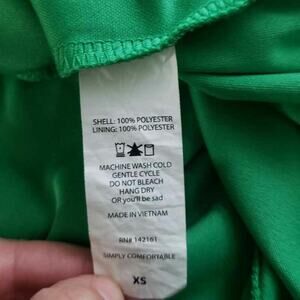 SHELL: 100% POLYESTER
LINING: 100% POLYESTER
MACHINE WASH COLD
GENTLE CYCLE
DO NOT BLEACH
HANG DRY
OR you'll be sad
MADE IN VIETNAM
RN# 142161
SIMPLY COMFORTABLE
XS